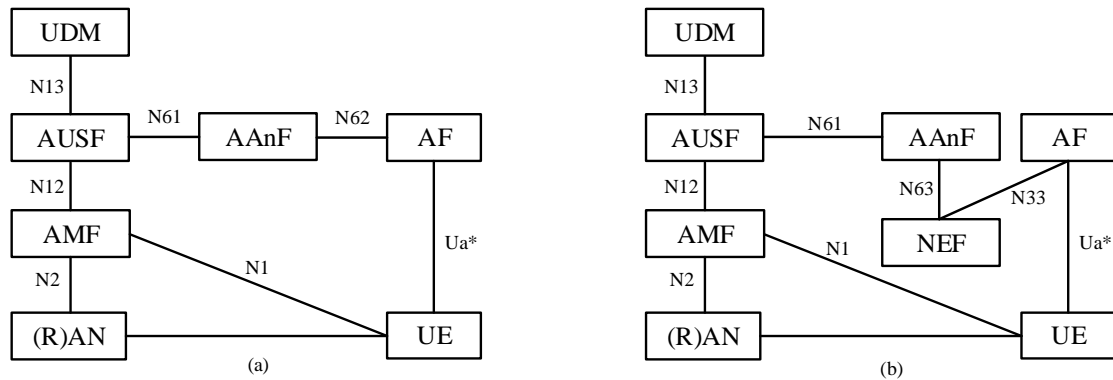 UDM
N13
N61
N62
AUSF
AAnF
AF
N12
AMF
Ua*
N1
N2
(R)AN
UE
(a)
UDM
N13
N61
AUSF
AAnF
AF
N12
N63
N33
AMF
NEF
Ua*
N1
N2
(R)AN
UE
(b)